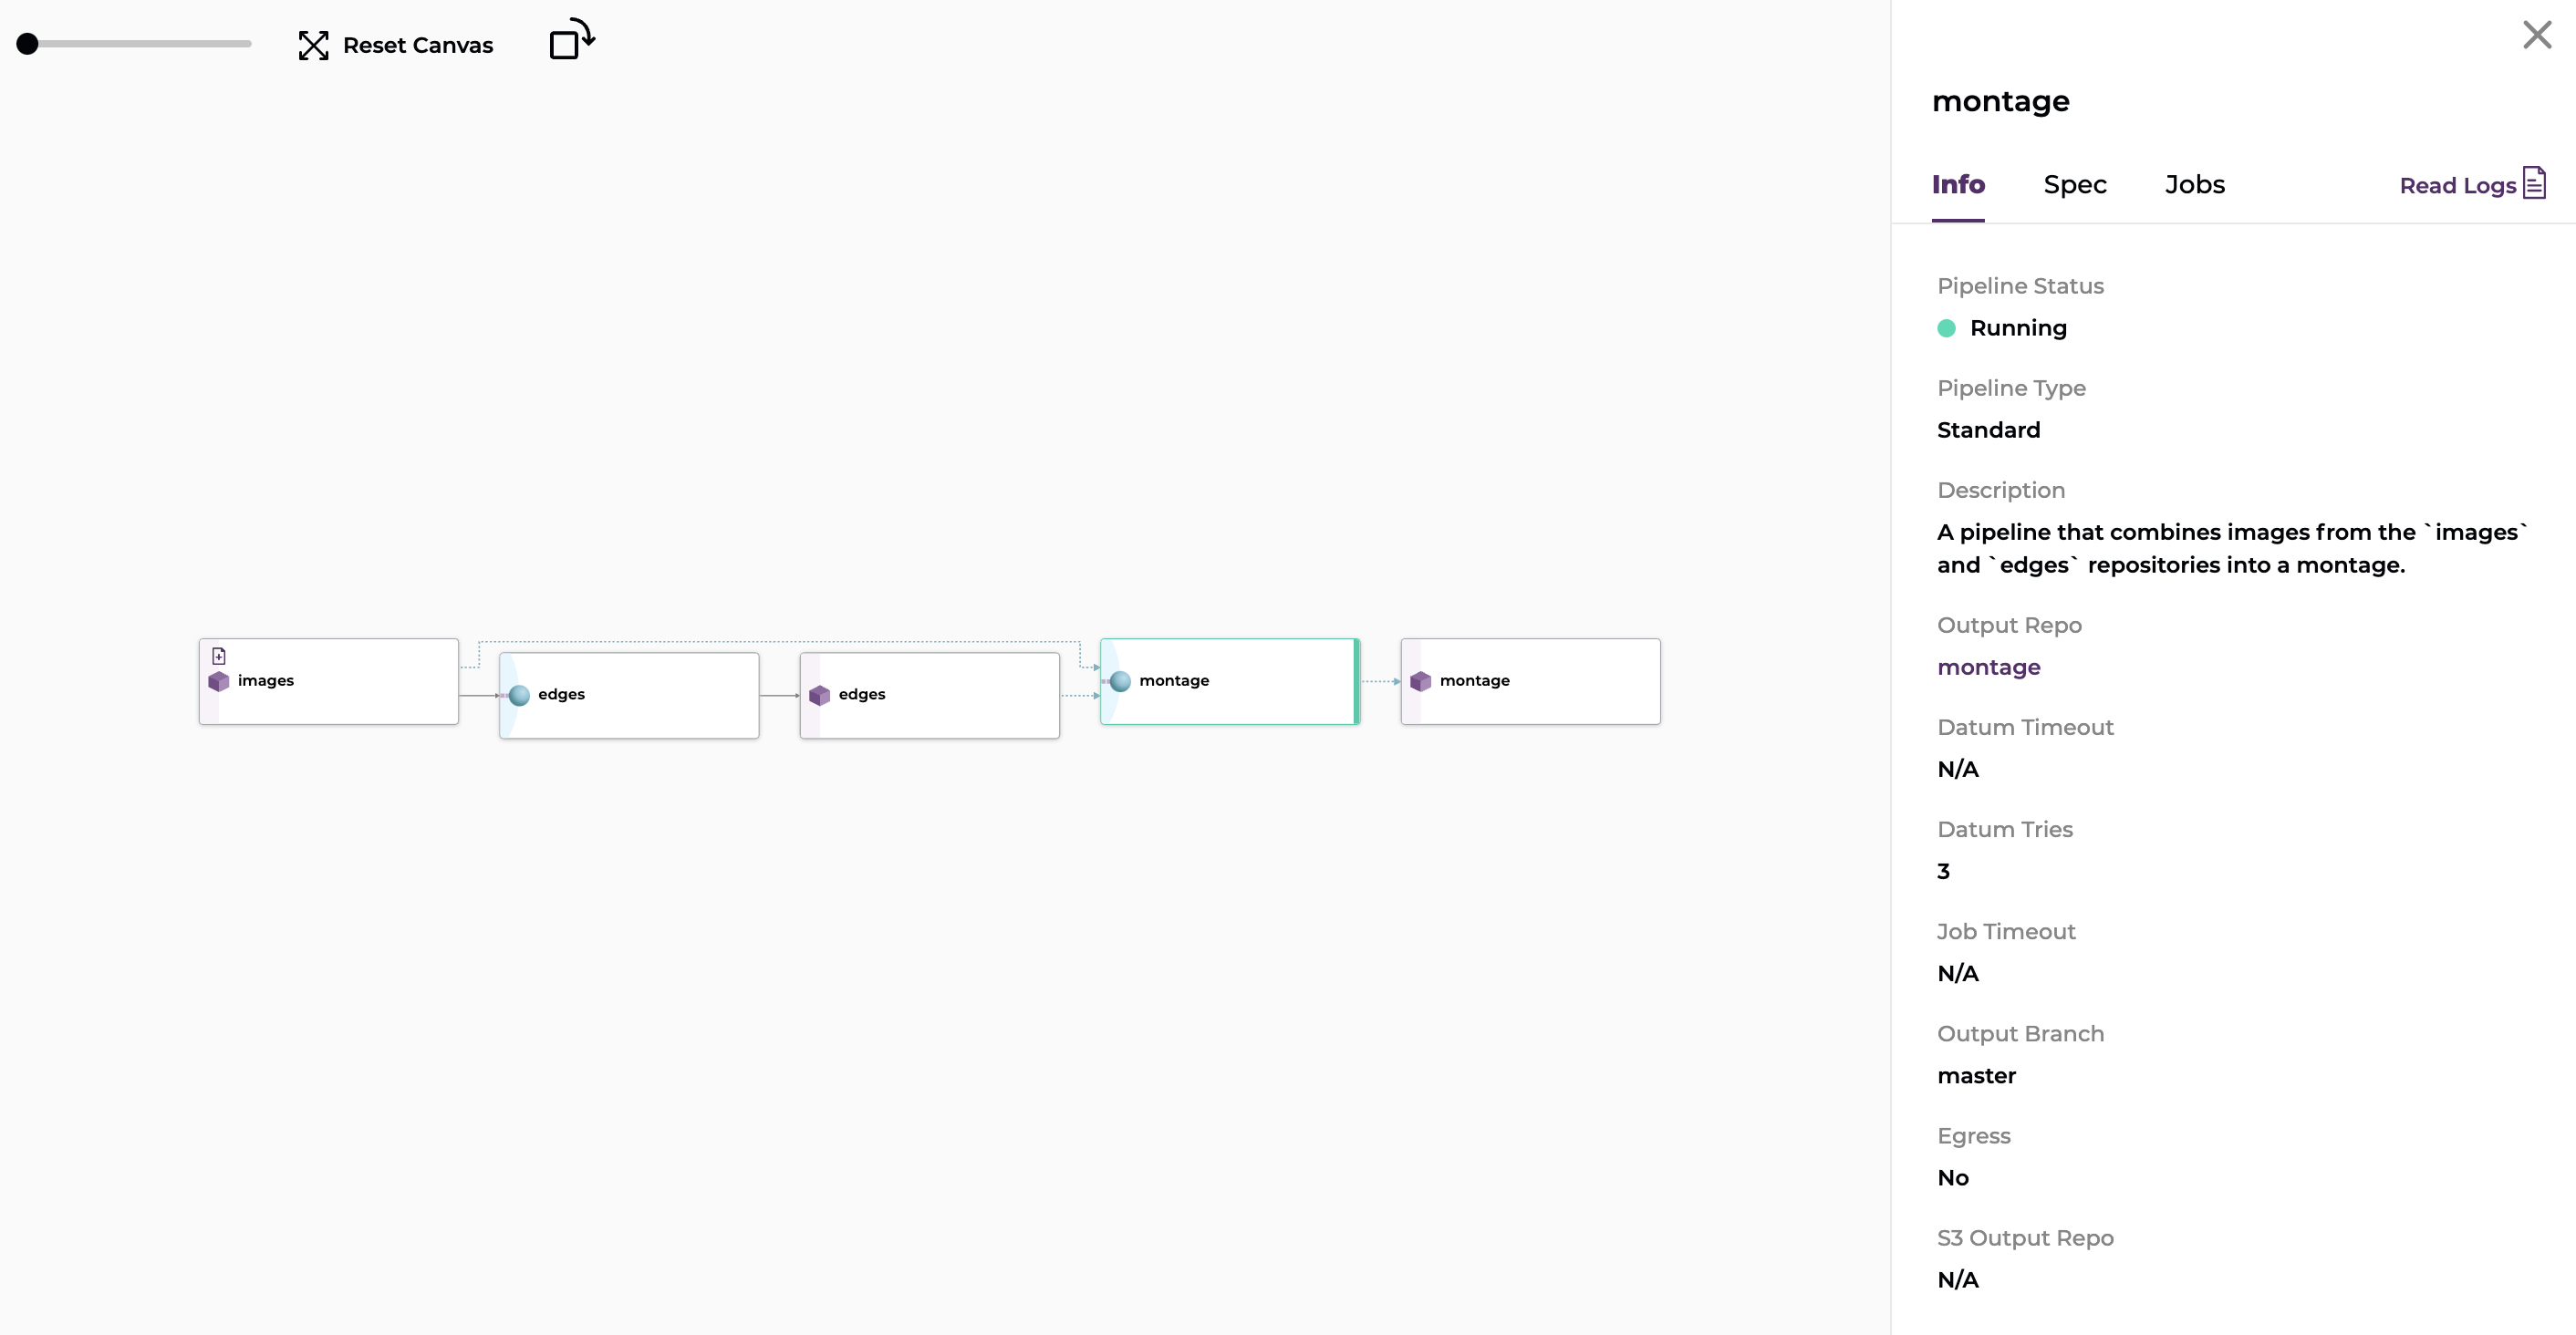 Reset Canvas
images
edges
edges
montage
montage
montage
Info
Spec
Jobs
Read Logs
Pipeline Status
Running
Pipeline Type
Standard
Description
A pipeline that combines images from the `images`
and `edges` repositories into a montage.
Output Repo
montage
Datum Timeout
N/A
Datum Tries
3
Job Timeout
N/A
Output Branch
master
Egress
No
S3 Output Repo
N/A